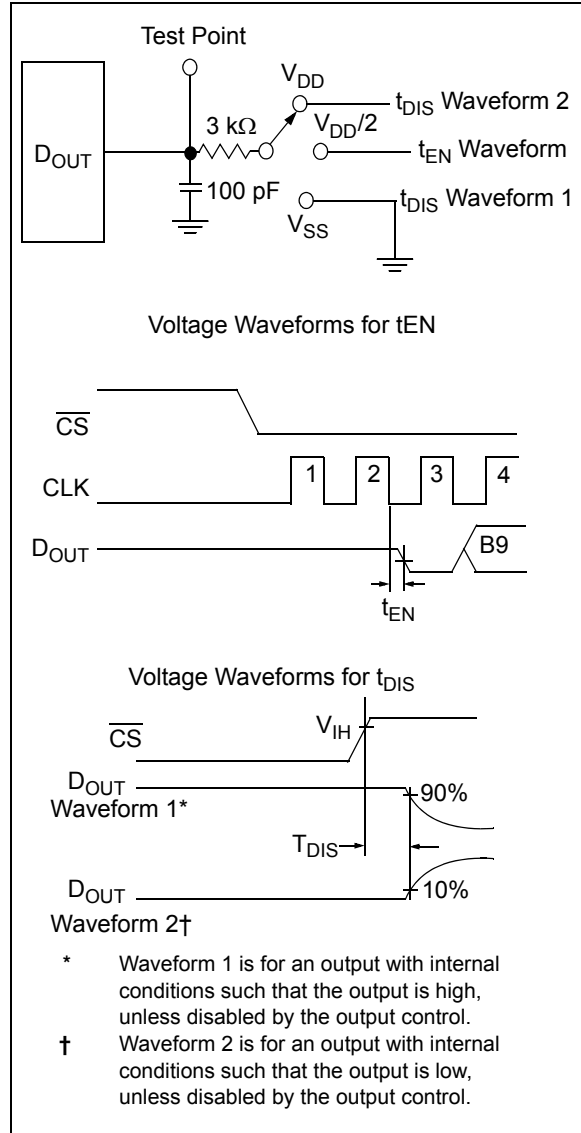 Test Point
VDD
tDIS Waveform 2
3 kΩ
VDD/2
DOUT
tEN Waveform
100 pF
tDIS Waveform 1
VSS
Voltage Waveforms for tEN
CS
CLK
1 2 3 4
DOUT
B9
tEN
Voltage Waveforms for tDIS
CS
VIH
DOUT
Waveform 1*
90%
TDIS
DOUT
10%
Waveform 2†
* Waveform 1 is for an output with internal
conditions such that the output is high,
unless disabled by the output control.
† Waveform 2 is for an output with internal
conditions such that the output is low,
unless disabled by the output control.